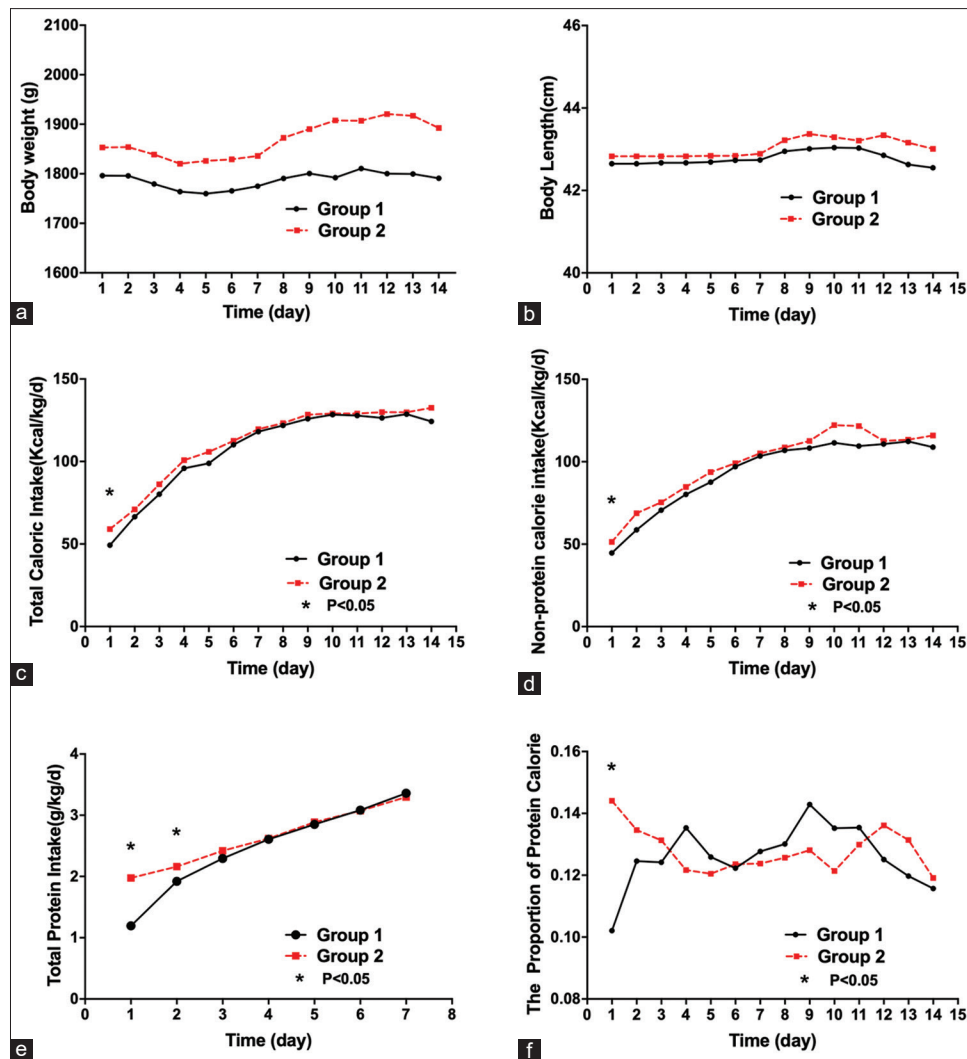 2100
2000
1900
1800
1700
1600
Body weight (g)
Group 1
Group 2
1 2 3 4 5 6 7 8 9 10 11 12 13 14
Time (day)
a
46
44
42
40
Body Length(cm)
Group 1
Group 2
0 1 2 3 4 5 6 7 8 9 10 11 12 13 14 15
Time (day)
b
150
100
50
0
Total Caloric Intake(Kcal/kg/d)
*
Group 1
Group 2
* P<0.05
0 1 2 3 4 5 6 7 8 9 10 11 12 13 14 15
Time (day)
c
150
100
50
0
Non-protein calorie intake(Kcal/kg/d)
*
Group 1
Group 2
* P<0.05
0 1 2 3 4 5 6 7 8 9 10 11 12 13 14 15
Time (day)
d
4
3
2
1
0
Total Protein Intake(g/kg/d)
* *
Group 1
Group 2
* P<0.05
0 1 2 3 4 5 6 7 8
Time (day)
e
0.16
0.14
0.12
0.10
0.08
The Proportion of Protein Calorie
*
Group 1
Group 2
* P<0.05
0 1 2 3 4 5 6 7 8 9 10 11 12 13 14 15
Time (day)
f